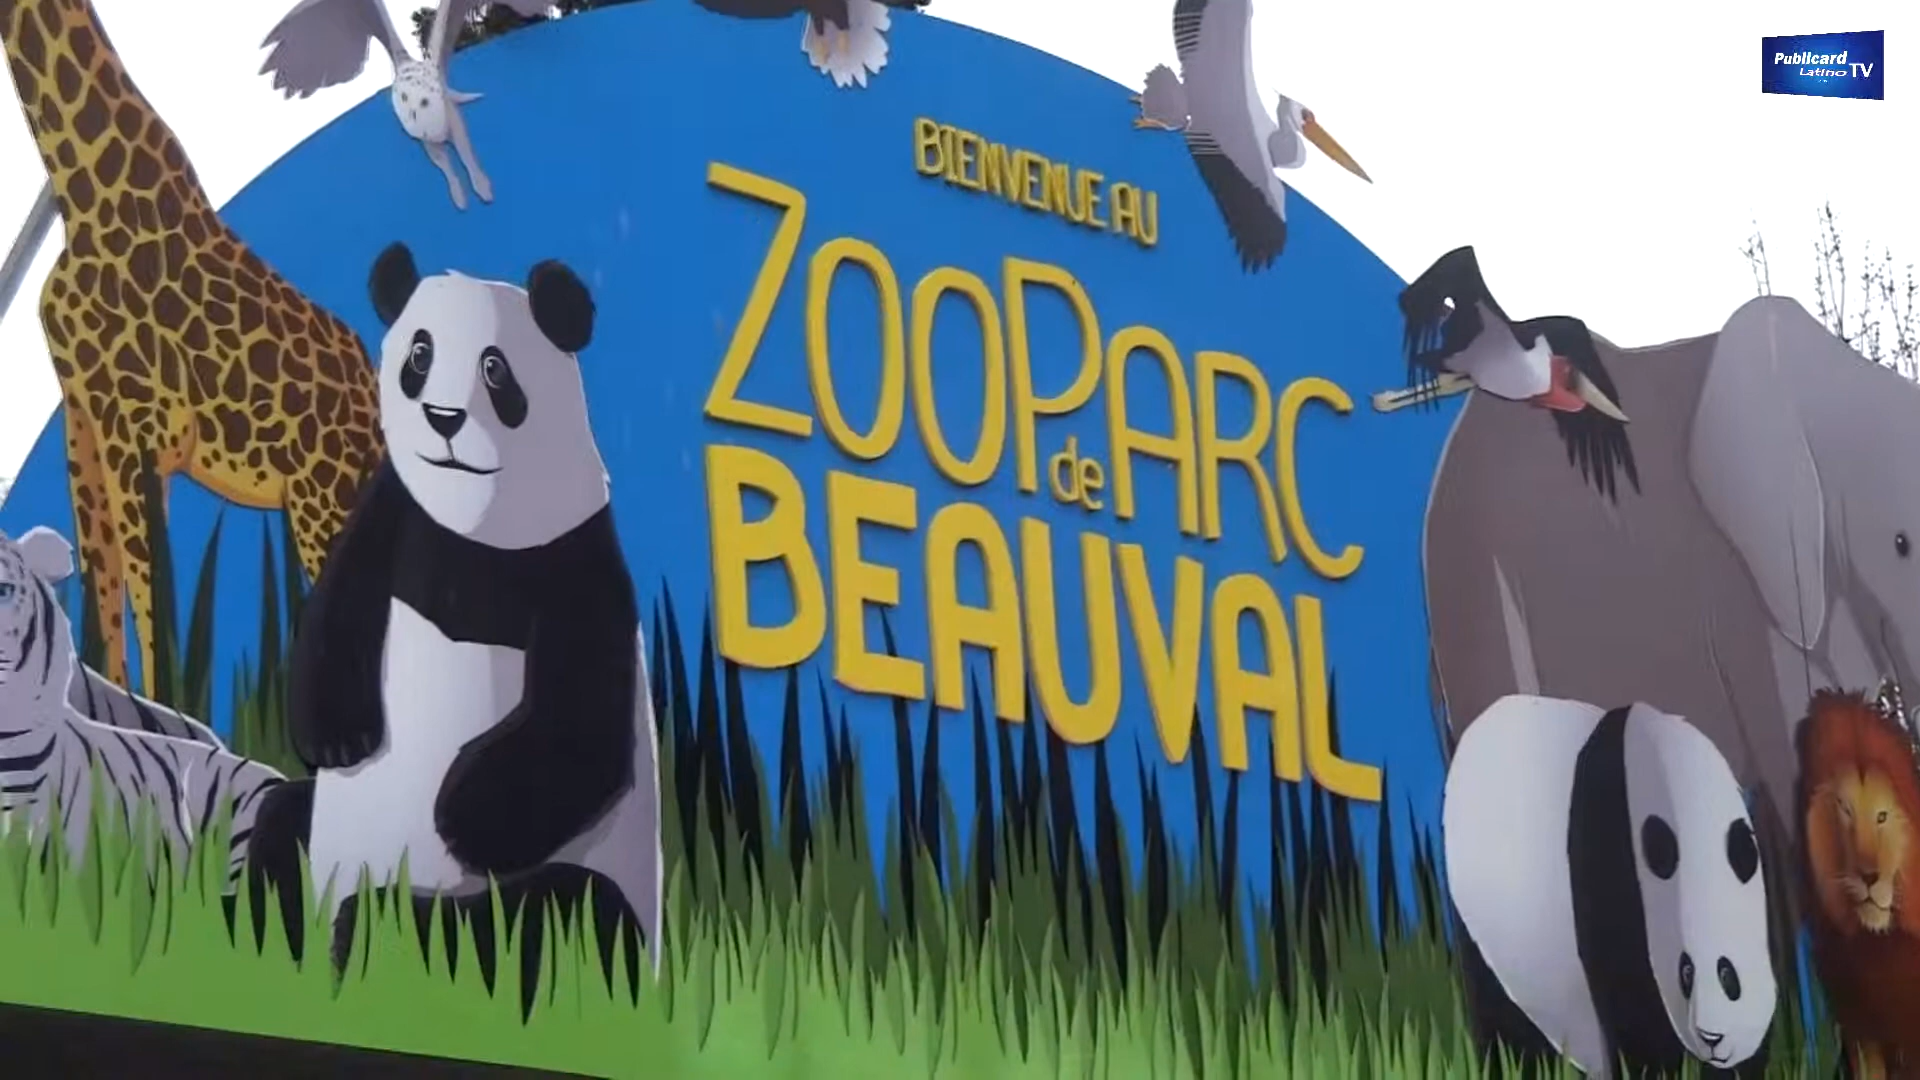 Publicard
Latino TV
BIENVENUE AU
ZOOPARC
de
BEAUVAL